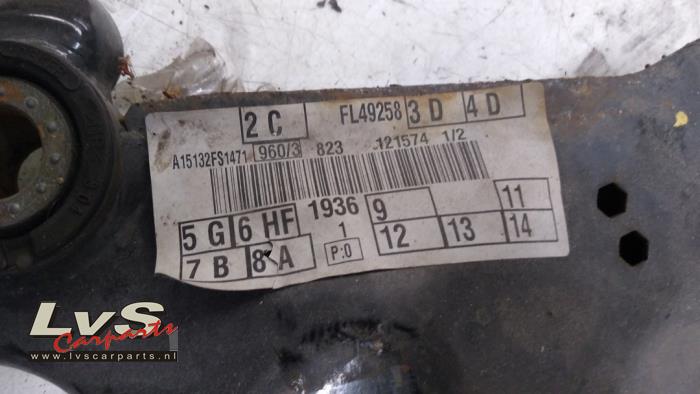 2 C FL49258 3 D 4 D
A15132FS1471 960/3 823 121574 1/2
5 G 6 HF 1936 9 11
7 B 8 A 1 P:0 12 13 14
LvS
Carparts
www.lvscarparts.nl